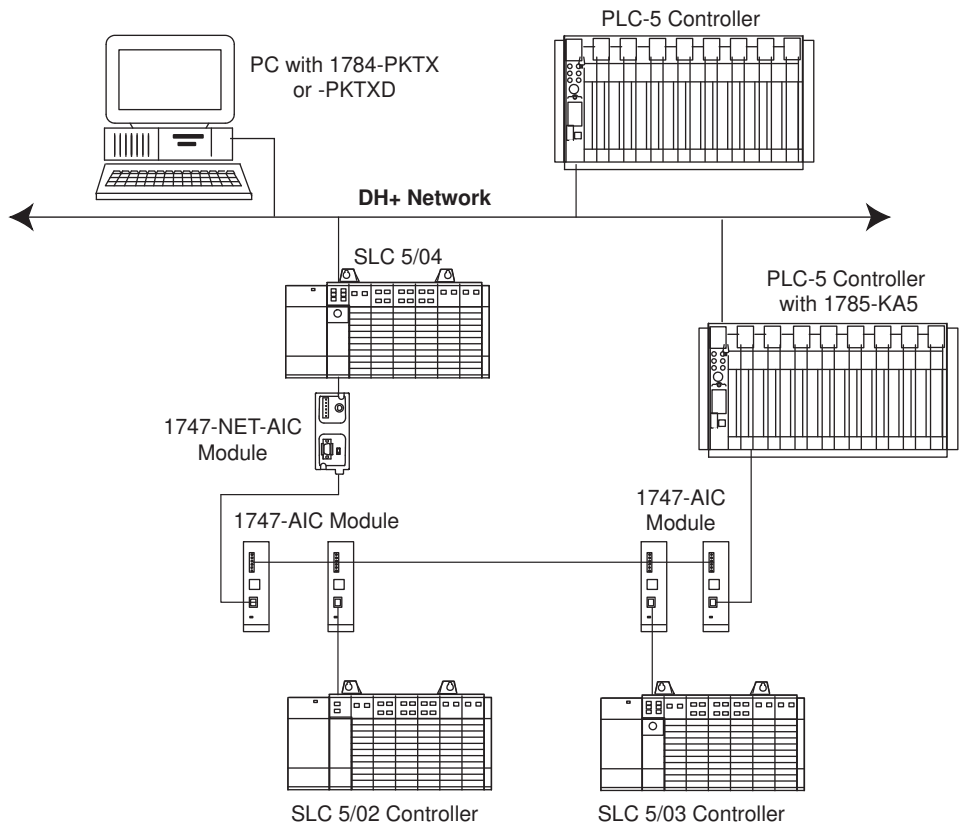 PLC-5 Controller
PC with 1784-PKTX
or -PKTXD
DH+ Network
SLC 5/04
PLC-5 Controller
with 1785-KA5
1747-NET-AIC
Module
1747-AIC Module
1747-AIC
Module
SLC 5/02 Controller
SLC 5/03 Controller